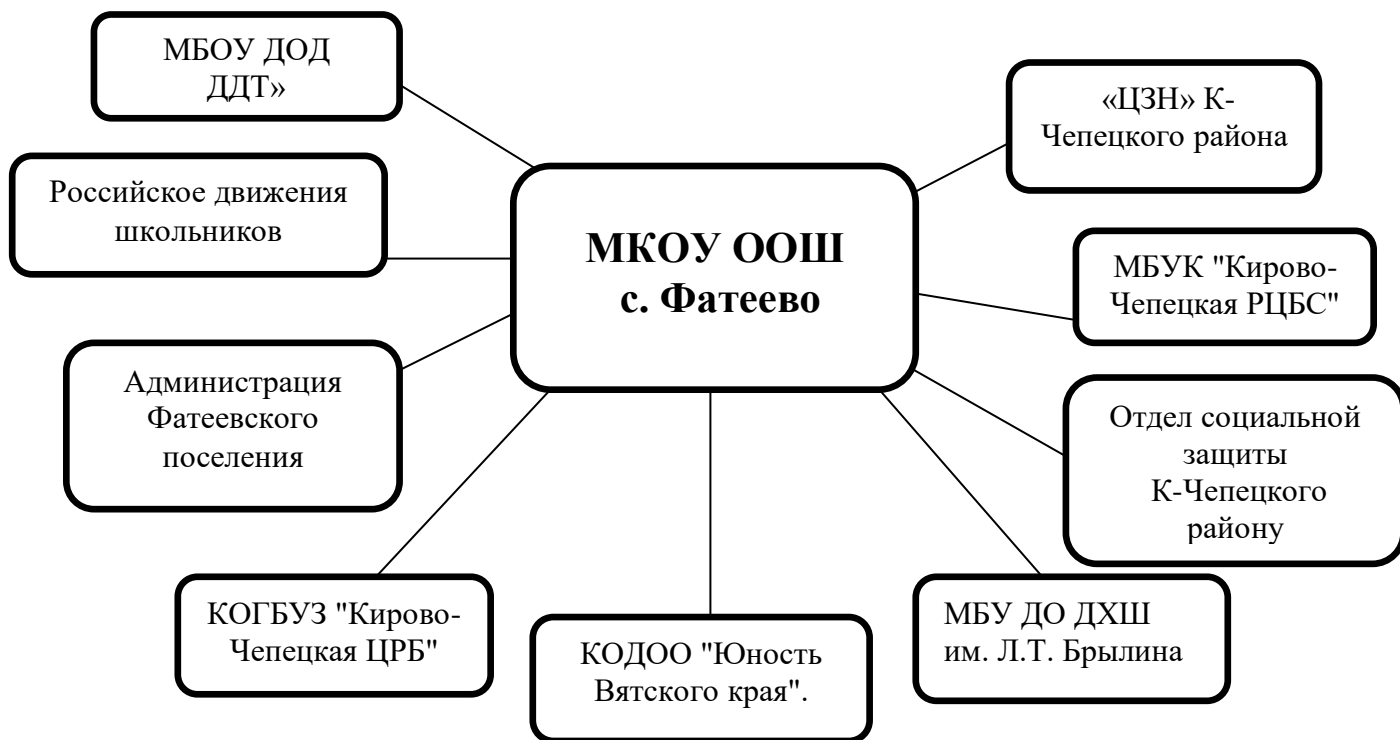 МБОУ ДОД
ДДТ»
«ЦЗН» К-
Чепецкого района
Российское движения
школьников
МКОУ ООШ
с. Фатеево
МБУК "Кирово-
Чепецкая РЦБС"
Администрация
Фатеевского
поселения
Отдел социальной
защиты
К-Чепецкого
району
КОГБУЗ "Кирово-
Чепецкая ЦРБ"
КОДОО "Юность
Вятского края".
МБУ ДО ДХШ
им. Л.Т. Брылина